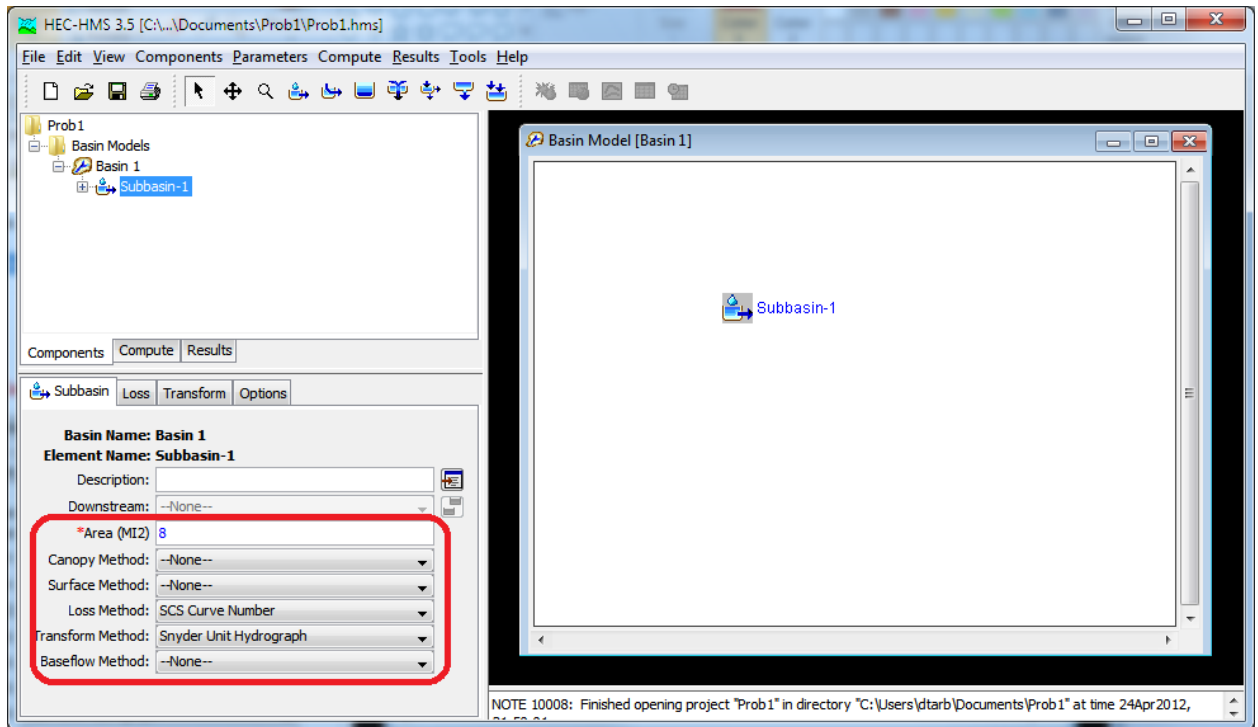 HEC-HMS 3.5 [C:\...\Documents\Prob1\Prob1.hms]
File Edit View Components Parameters Compute Results Tools Help
Prob1
Basin Models
Basin 1
Subbasin-1
Components Compute Results
Subbasin Loss Transform Options
Basin Name: Basin 1
Element Name: Subbasin-1
Description:
Downstream: --None--
*Area (MI2) 8
Canopy Method: --None--
Surface Method: --None--
Loss Method: SCS Curve Number
Transform Method: Snyder Unit Hydrograph
Baseflow Method: --None--
Basin Model [Basin 1]
Subbasin-1
NOTE 10008: Finished opening project "Prob1" in directory "C:\Users\dtarb\Documents\Prob1" at time 24Apr2012,